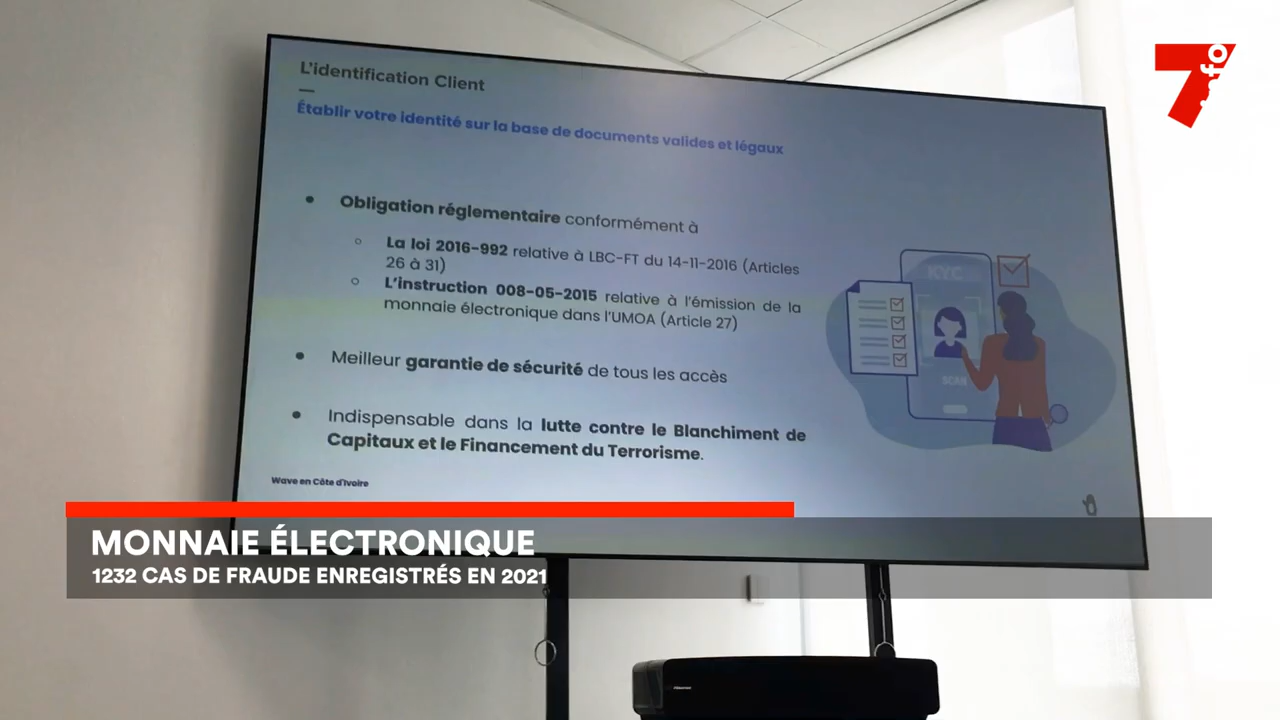 L'identification Client
Établir votre identité sur la base de documents valides et légaux
• Obligation réglementaire conformément à
○ La loi 2016-992 relative à LBC-FT du 14-11-2016 (Articles
26 à 31)
○ L'instruction 008-05-2015 relative à l'émission de la
monnaie électronique dans l'UMOA (Article 27)
• Meilleur garantie de sécurité de tous les accès
• Indispensable dans la lutte contre le Blanchiment de
Capitaux et le Financement du Terrorisme.
KYC
SCAN
Wave en Côte d'Ivoire
7
info
MONNAIE ÉLECTRONIQUE
1232 CAS DE FRAUDE ENREGISTRÉS EN 2021
Hisense